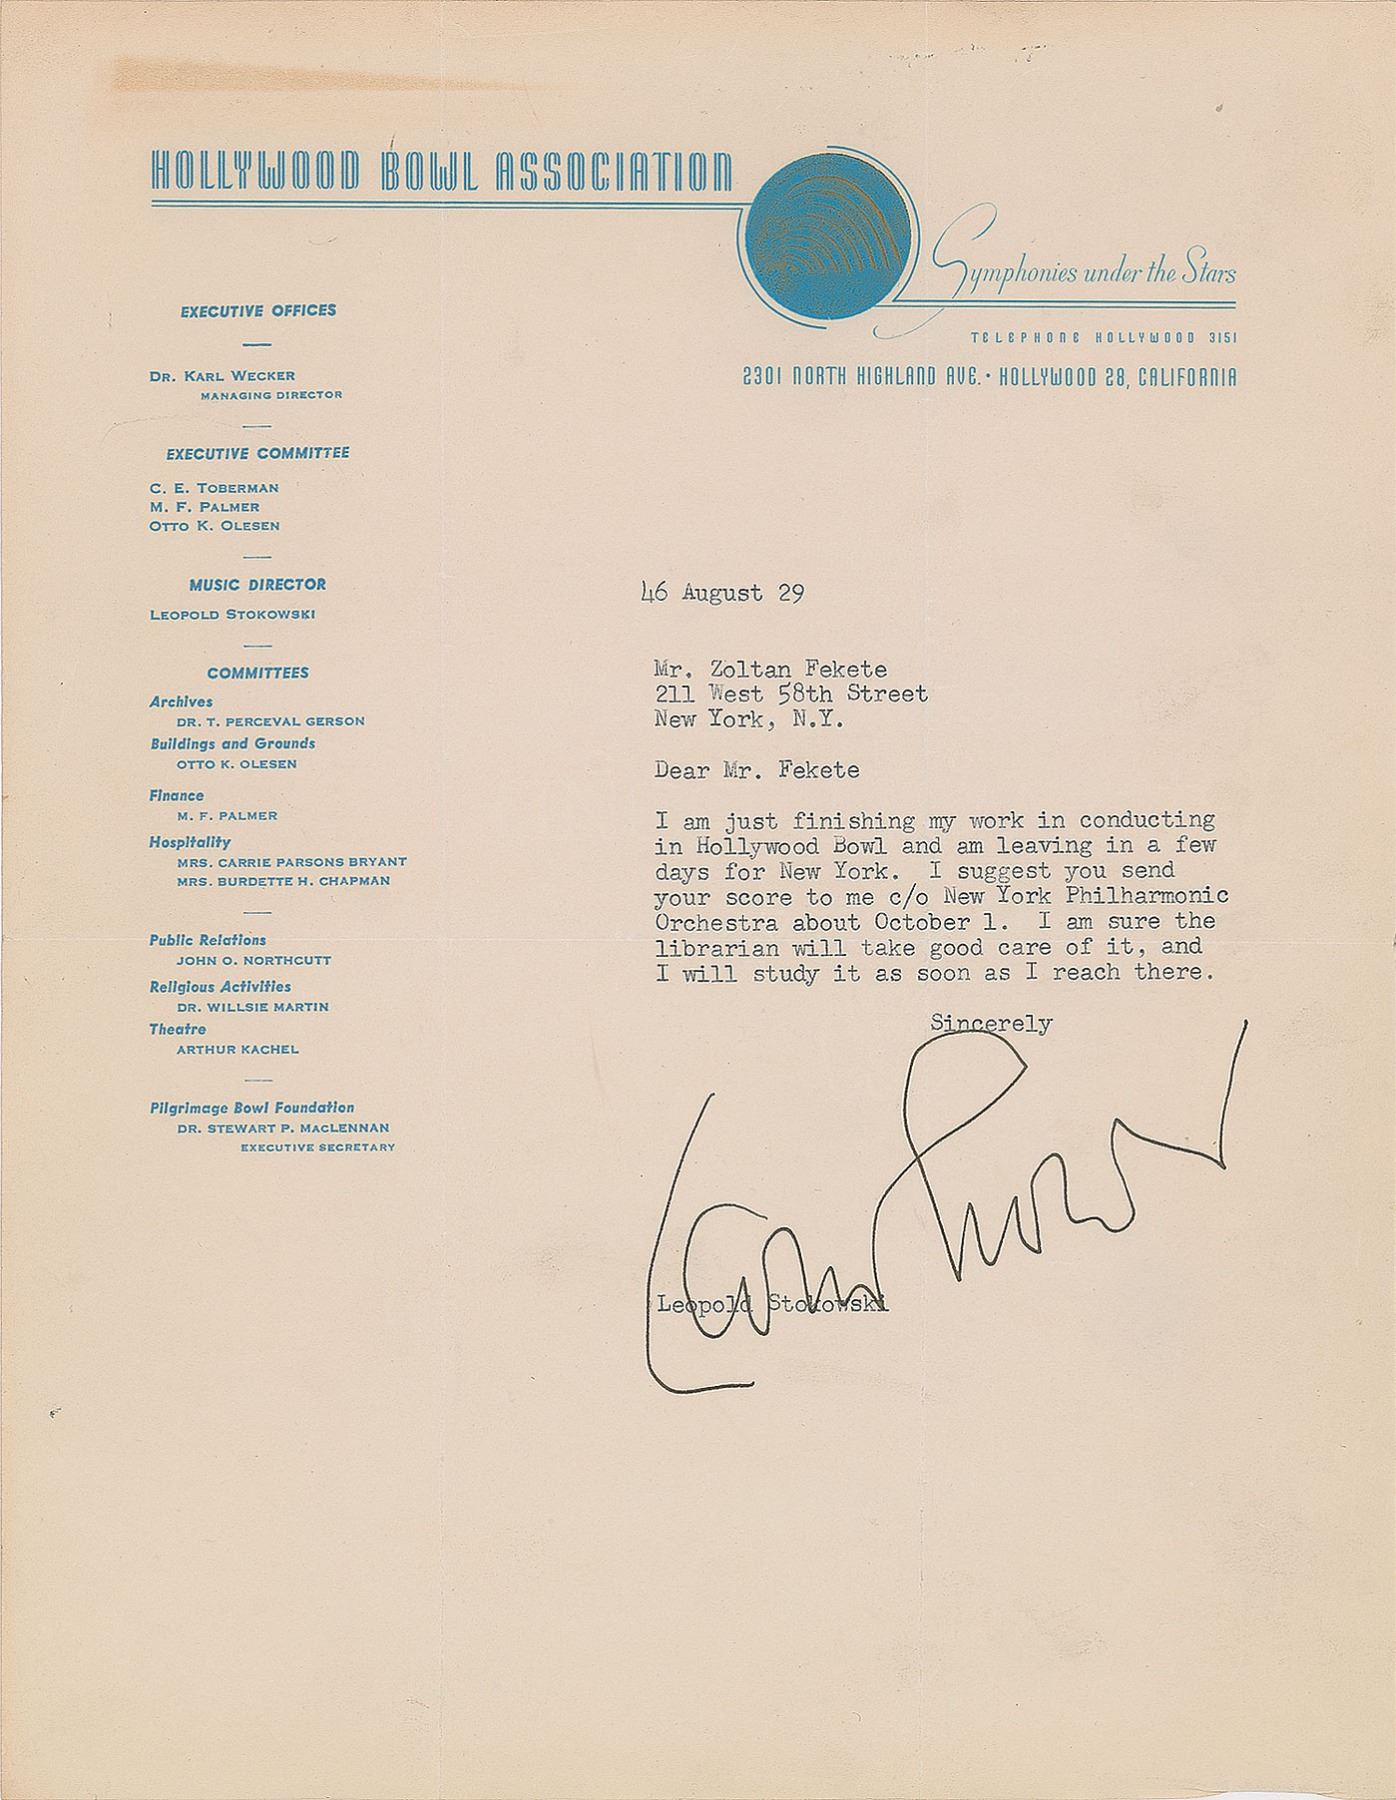 HOLLYWOOD BOWL ASSOCIATION
Symphonies under the Stars
TELEPHONE HOLLYWOOD 3151
2301 NORTH HIGHLAND AVE. • HOLLYWOOD 28, CALIFORNIA
EXECUTIVE OFFICES
DR. KARL WECKER
MANAGING DIRECTOR
EXECUTIVE COMMITTEE
C. E. TOBERMAN
M. F. PALMER
OTTO K. OLESEN
MUSIC DIRECTOR
LEOPOLD STOKOWSKI
COMMITTEES
Archives
DR. T. PERCEVAL GERSON
Buildings and Grounds
OTTO K. OLESEN
Finance
M. F. PALMER
Hospitality
MRS. CARRIE PARSONS BRYANT
MRS. BURDETTE H. CHAPMAN
Public Relations
JOHN O. NORTHCUTT
Religious Activities
DR. WILLSIE MARTIN
Theatre
ARTHUR KACHEL
Pilgrimage Bowl Foundation
DR. STEWART P. MacLENNAN
EXECUTIVE SECRETARY
46 August 29
Mr. Zoltan Fekete
211 West 58th Street
New York, N.Y.
Dear Mr. Fekete
I am just finishing my work in conducting
in Hollywood Bowl and am leaving in a few
days for New York.  I suggest you send
your score to me c/o New York Philharmonic
Orchestra about October 1.  I am sure the
librarian will take good care of it, and
I will study it as soon as I reach there.
Sincerely
Leopold Stokowski